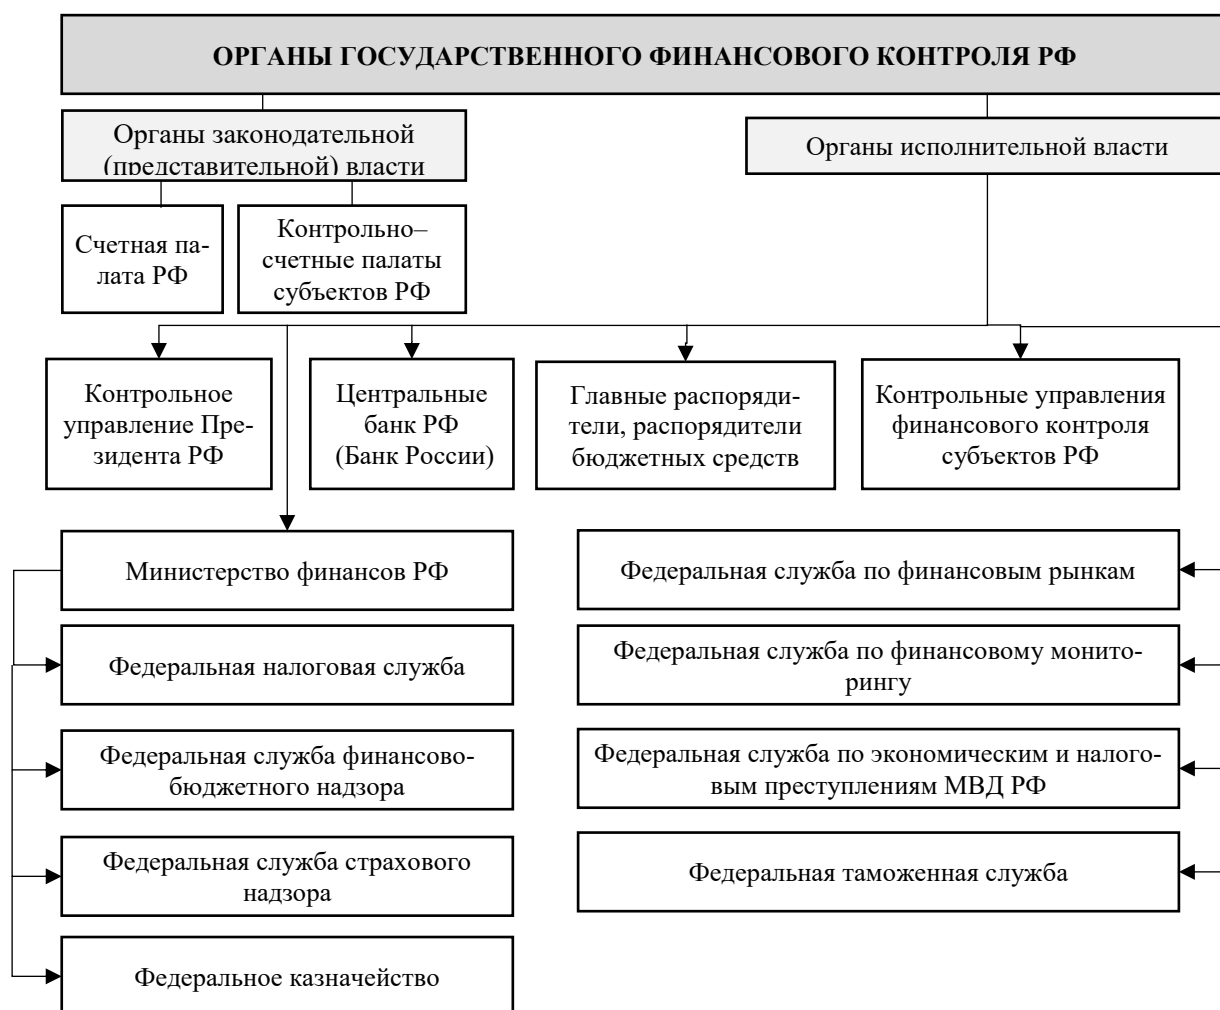 ОРГАНЫ ГОСУДАРСТВЕННОГО ФИНАНСОВОГО КОНТРОЛЯ РФ
Органы законодательной
(представительной) власти
Органы исполнительной власти
Счетная па-
лата РФ
Контрольно–
счетные палаты
субъектов РФ
Контрольное
управление Пре-
зидента РФ
Центральные
банк РФ
(Банк России)
Главные распоряди-
тели, распорядители
бюджетных средств
Контрольные управления
финансового контроля
субъектов РФ
Министерство финансов РФ
Федеральная служба по финансовым рынкам
Федеральная налоговая служба
Федеральная служба по финансовому монито-
рингу
Федеральная служба финансово-
бюджетного надзора
Федеральная служба по экономическим и налого-
вым преступлениям МВД РФ
Федеральная служба страхового
надзора
Федеральная таможенная служба
Федеральное казначейство